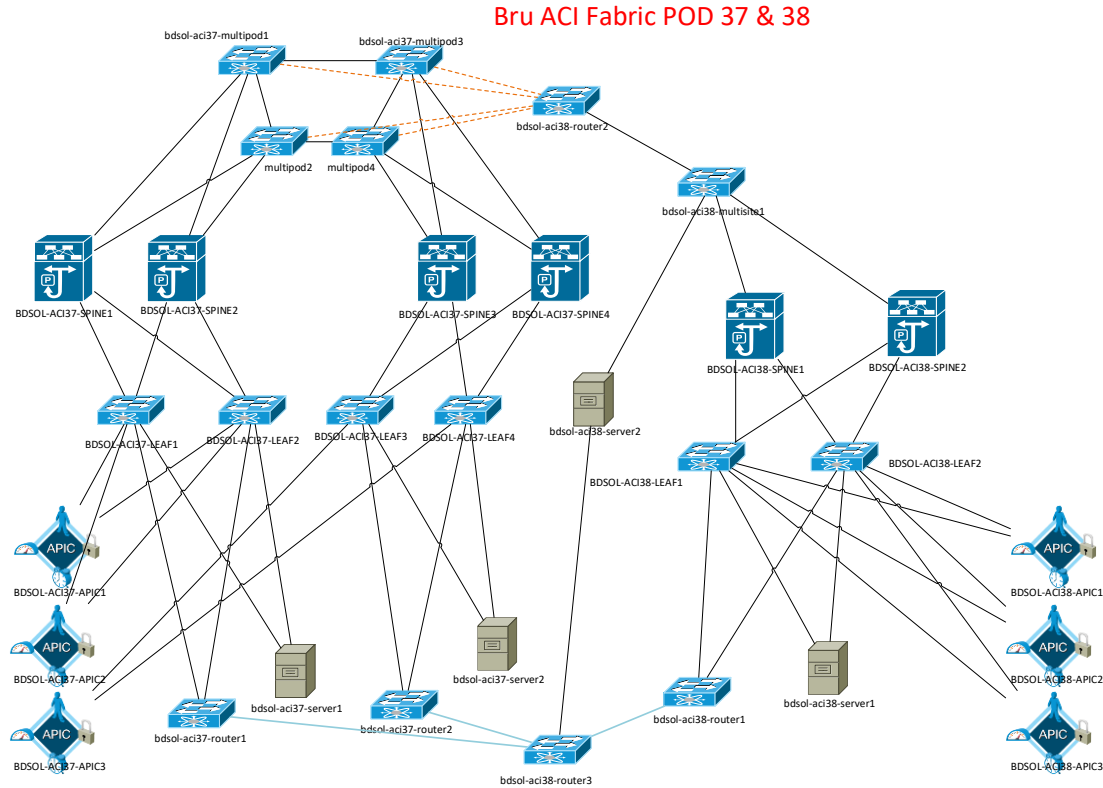 Bru ACI Fabric POD 37 & 38
bdsol-aci37-multipod1
bdsol-aci37-multipod3
bdsol-aci38-router2
multipod2
multipod4
bdsol-aci38-multisite1
P
P
P
P
BDSOL-ACI37-SPINE1
BDSOL-ACI37-SPINE2
BDSOL-ACI37-SPINE3
BDSOL-ACI37-SPINE4
P
P
BDSOL-ACI38-SPINE1
BDSOL-ACI38-SPINE2
BDSOL-ACI37-LEAF1
BDSOL-ACI37-LEAF2
BDSOL-ACI37-LEAF3
BDSOL-ACI37-LEAF4
bdsol-aci38-server2
BDSOL-ACI38-LEAF1
BDSOL-ACI38-LEAF2
APIC
BDSOL-ACI37-APIC1
APIC
BDSOL-ACI38-APIC1
APIC
BDSOL-ACI37-APIC2
bdsol-aci37-server2
APIC
BDSOL-ACI38-APIC2
bdsol-aci37-server1
bdsol-aci38-server1
bdsol-aci37-router1
bdsol-aci37-router2
bdsol-aci38-router1
APIC
BDSOL-ACI37-APIC3
bdsol-aci38-router3
APIC
BDSOL-ACI38-APIC3